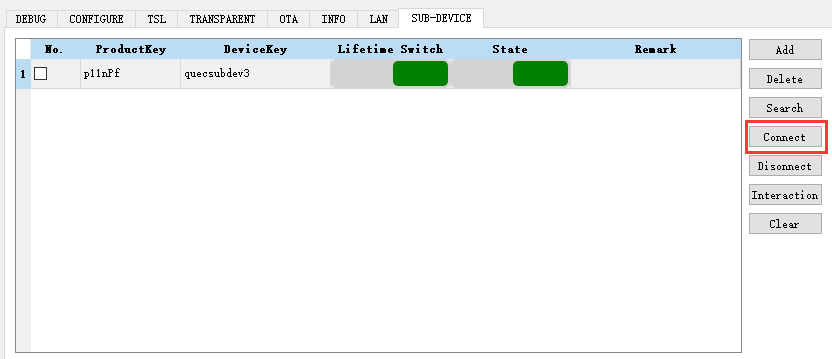 DEBUG CONFIGURE TSL TRANSPARENT OTA INFO LAN SUB-DEVICE
No. ProductKey DeviceKey Lifetime Switch State Remark
1 p11nPf quecsubdev3
Add
Delete
Search
Connect
Disonnect
Interaction
Clear